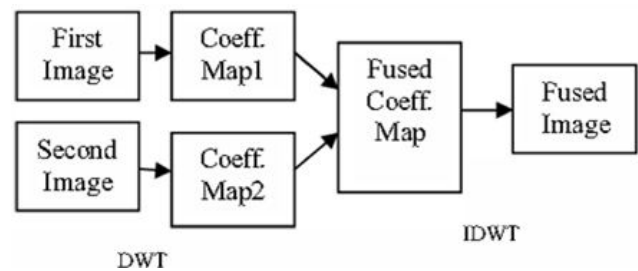 First
Image
Coeff.
Map1
Second
Image
Coeff.
Map2
Fused
Coeff.
Map
Fused
Image
DWT
IDWT